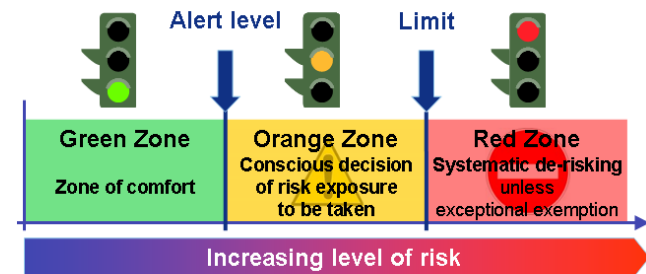 Alert level
Limit
Green Zone
Zone of comfort
Orange Zone
Conscious decision
of risk exposure
to be taken
Red Zone
Systematic de-risking
unless
exceptional exemption
Increasing level of risk